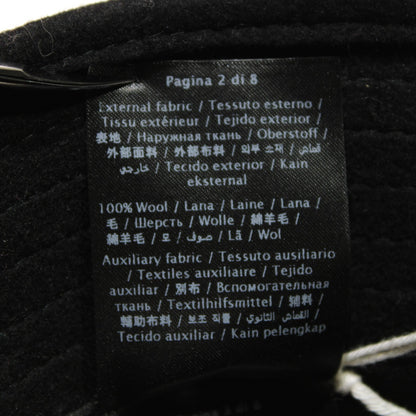 Pagina 2 di 8
External fabric / Tessuto esterno /
Tissu extérieur / Tejido exterior /
表地 / Наружная ткань / Oberstoff /
外部面料 / 外部布料 / 외부 소재 / قماش
خارجي / Tecido exterior / Kain
eksternal
100% Wool / Lana / Laine / Lana /
毛 / Шерсть / Wolle / 綿羊毛 /
綿羊毛 / 모 / صوف / Lã / Wol
Auxiliary fabric / Tessuto ausiliario
/ Textiles auxiliaire / Tejido
auxiliar / 別布 / Вспомогательная
ткань / Textilhilfsmittel / 辅料 /
輔助布料 / 보조 직물 / القماش الثانوي /
Tecido auxiliar / Kain pelengkap